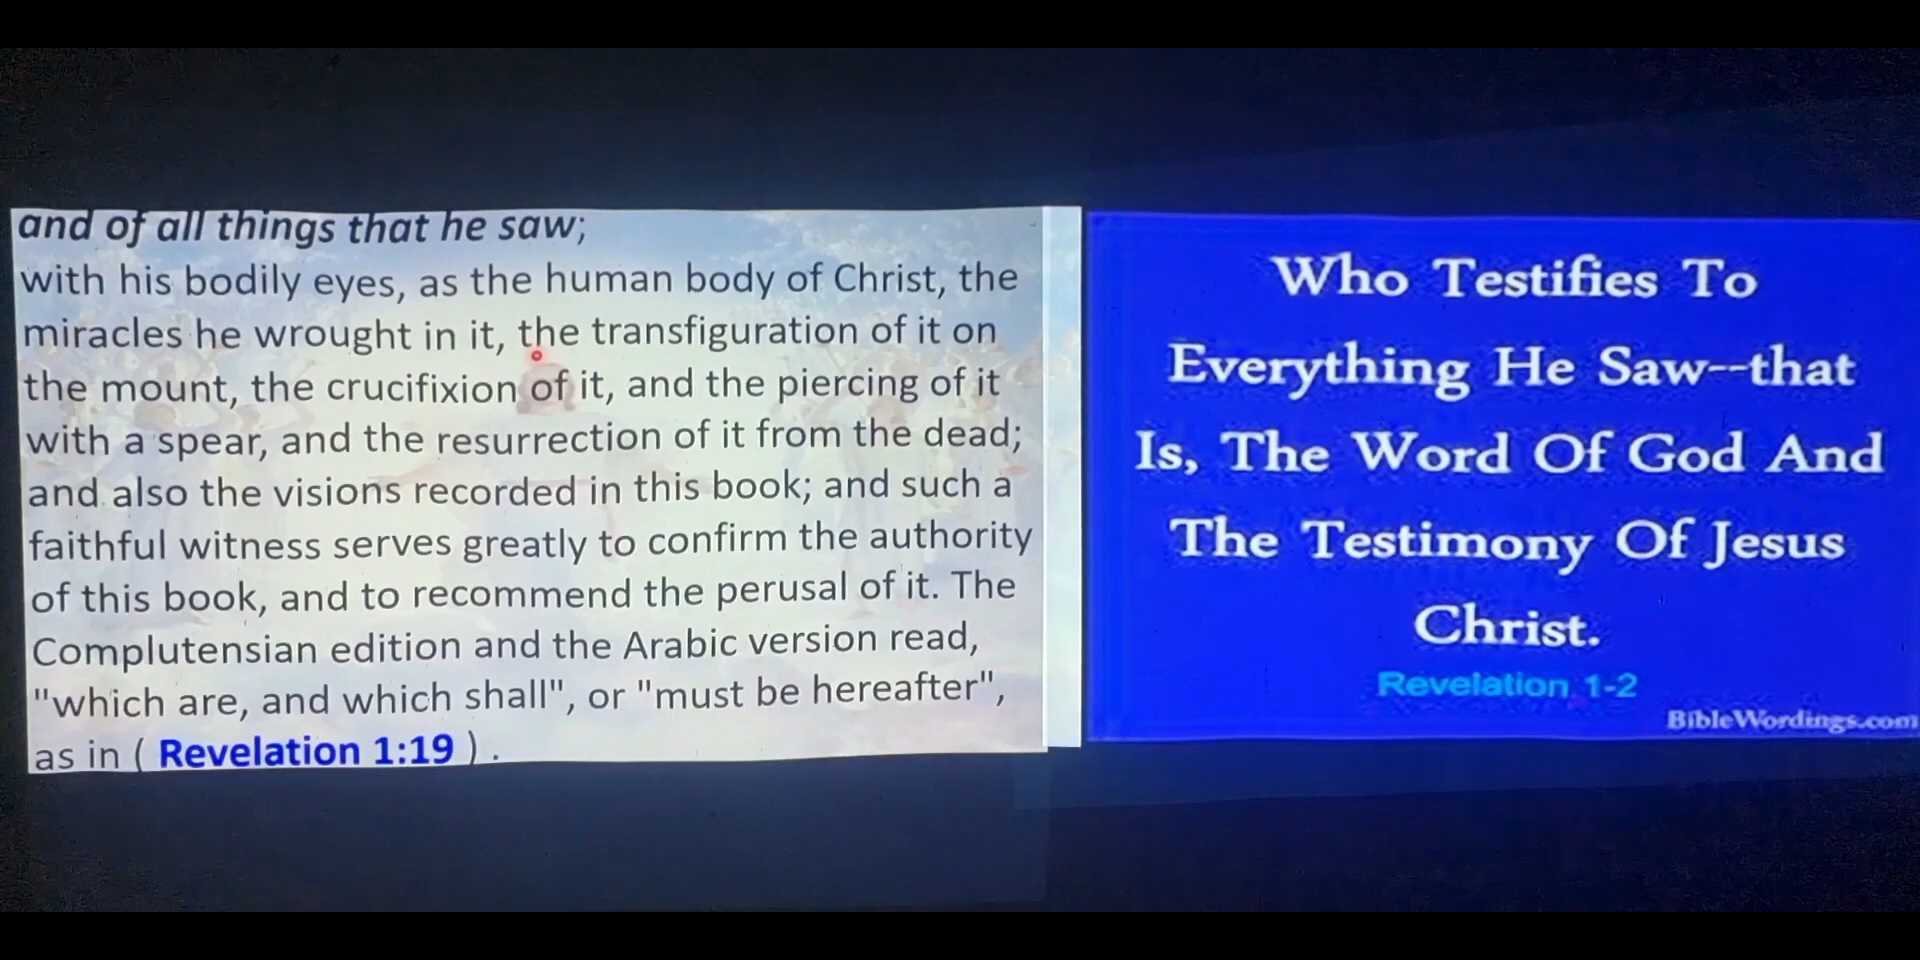 and of all things that he saw;
with his bodily eyes, as the human body of Christ, the
miracles he wrought in it, the transfiguration of it on
the mount, the crucifixion of it, and the piercing of it
with a spear, and the resurrection of it from the dead;
and also the visions recorded in this book; and such a
faithful witness serves greatly to confirm the authority
of this book, and to recommend the perusal of it. The
Complutensian edition and the Arabic version read,
"which are, and which shall", or "must be hereafter",
as in ( Revelation 1:19 ) .
Who Testifies To
Everything He Saw--that
Is, The Word Of God And
The Testimony Of Jesus
Christ.
Revelation 1-2
BibleWordings.com